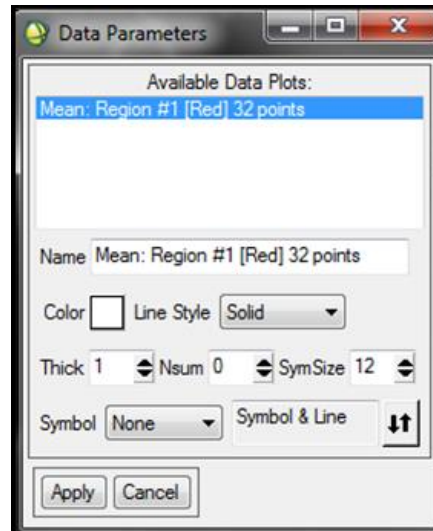 Data Parameters
Available Data Plots:
Mean: Region #1 [Red] 32 points
Name Mean: Region #1 [Red] 32 points
Color Line Style Solid
Thick 1 Nsum 0 SymSize 12
Symbol None Symbol & Line
Apply Cancel